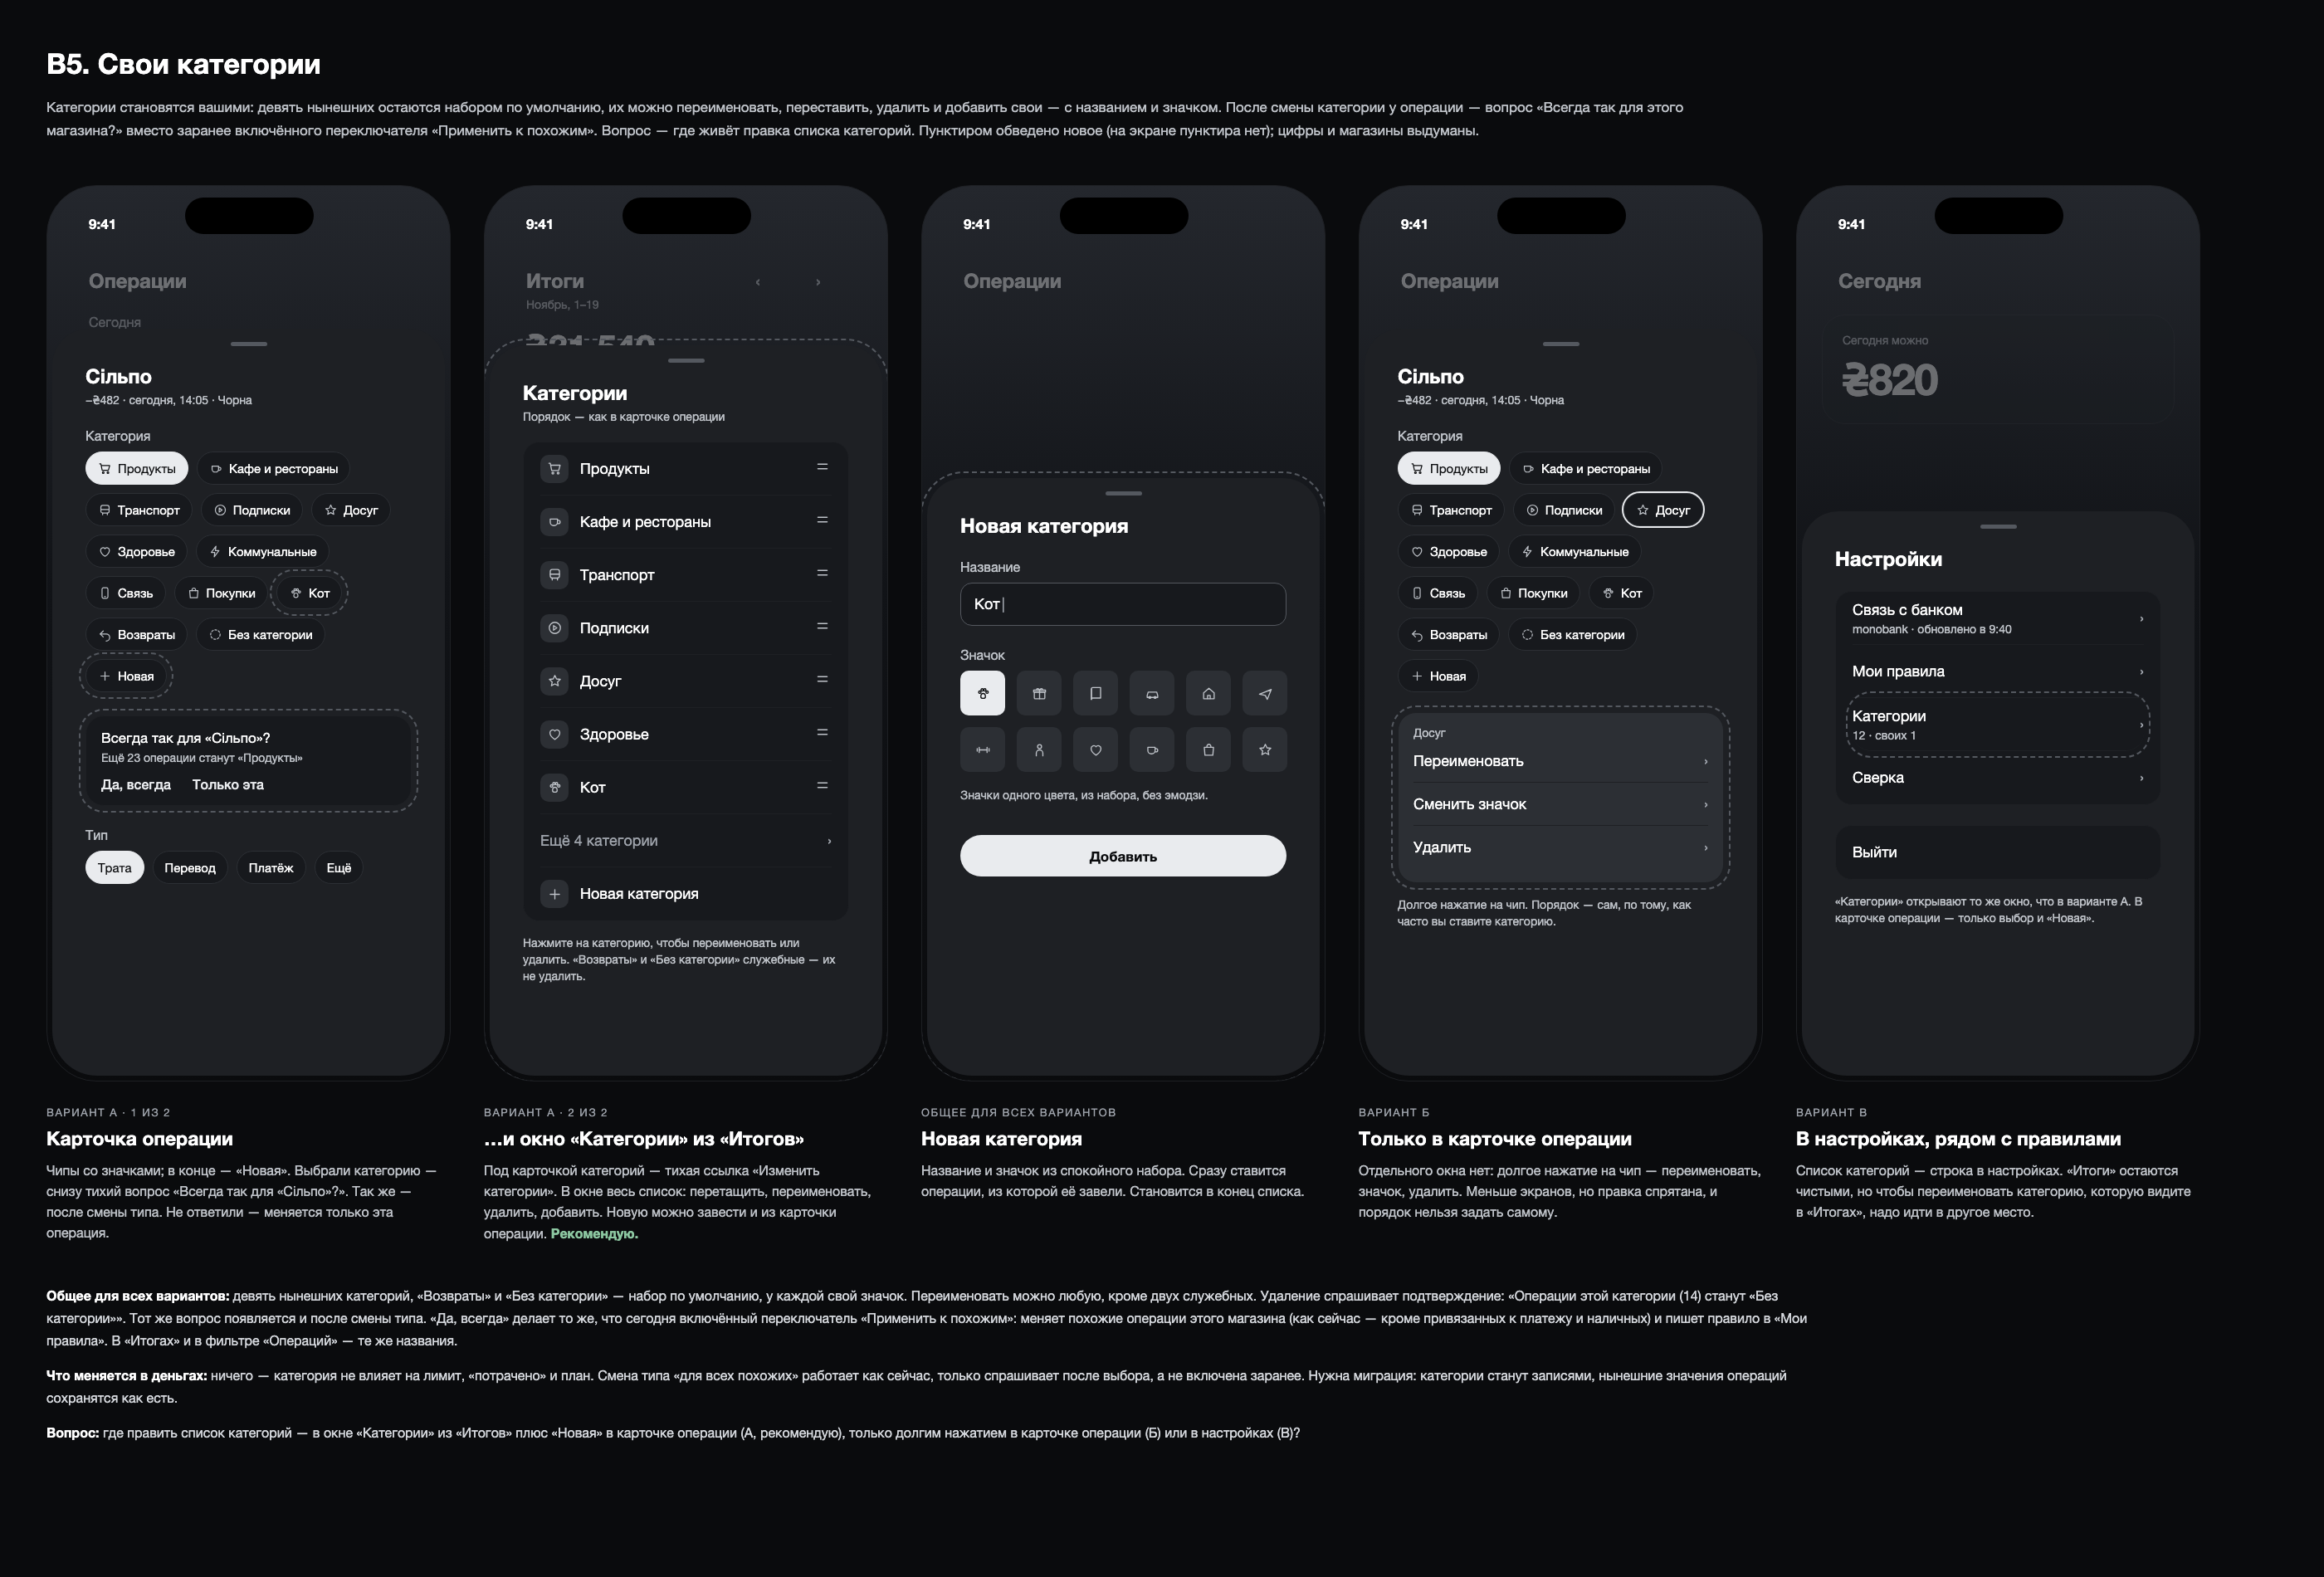 В5. Свои категории
Категории становятся вашими: девять нынешних остаются набором по умолчанию, их можно переименовать, переставить, удалить и добавить свои — с названием и значком. После смены категории у операции — вопрос «Всегда так для этого
магазина?» вместо заранее включённого переключателя «Применить к похожим». Вопрос — где живёт правка списка категорий. Пунктиром обведено новое (на экране пунктира нет); цифры и магазины выдуманы.
9:41
Операции
Сегодня
Сільпо
−₴482 · сегодня, 14:05 · Чорна
Категория
Продукты
Кафе и рестораны
Транспорт
Подписки
Досуг
Здоровье
Коммунальные
Связь
Покупки
Кот
Возвраты
Без категории
+ Новая
Всегда так для «Сільпо»?
Ещё 23 операции станут «Продукты»
Да, всегда
Только эта
Тип
Трата
Перевод
Платёж
Ещё
9:41
Итоги
‹ ›
Ноябрь, 1–19
₴21 540
Категории
Порядок — как в карточке операции
Продукты
Кафе и рестораны
Транспорт
Подписки
Досуг
Здоровье
Кот
Ещё 4 категории ›
+ Новая категория
Нажмите на категорию, чтобы переименовать или
удалить. «Возвраты» и «Без категории» служебные — их
не удалить.
9:41
Операции
Новая категория
Название
Кот
Значок
Значки одного цвета, из набора, без эмодзи.
Добавить
9:41
Операции
Сільпо
−₴482 · сегодня, 14:05 · Чорна
Категория
Продукты
Кафе и рестораны
Транспорт
Подписки
Досуг
Здоровье
Коммунальные
Связь
Покупки
Кот
Возвраты
Без категории
+ Новая
Досуг
Переименовать ›
Сменить значок ›
Удалить ›
Долгое нажатие на чип. Порядок — сам, по тому, как
часто вы ставите категорию.
9:41
Сегодня
Сегодня можно
₴820
Настройки
Связь с банком ›
monobank · обновлено в 9:40
Мои правила ›
Категории ›
12 · своих 1
Сверка ›
Выйти
«Категории» открывают то же окно, что в варианте А. В
карточке операции — только выбор и «Новая».
ВАРИАНТ А · 1 ИЗ 2
Карточка операции
Чипы со значками; в конце — «Новая». Выбрали категорию —
снизу тихий вопрос «Всегда так для «Сільпо»?». Так же —
после смены типа. Не ответили — меняется только эта
операция.
ВАРИАНТ А · 2 ИЗ 2
…и окно «Категории» из «Итогов»
Под карточкой категорий — тихая ссылка «Изменить
категории». В окне весь список: перетащить, переименовать,
удалить, добавить. Новую можно завести и из карточки
операции. Рекомендую.
ОБЩЕЕ ДЛЯ ВСЕХ ВАРИАНТОВ
Новая категория
Название и значок из спокойного набора. Сразу ставится
операции, из которой её завели. Становится в конец списка.
ВАРИАНТ Б
Только в карточке операции
Отдельного окна нет: долгое нажатие на чип — переименовать,
значок, удалить. Меньше экранов, но правка спрятана, и
порядок нельзя задать самому.
ВАРИАНТ В
В настройках, рядом с правилами
Список категорий — строка в настройках. «Итоги» остаются
чистыми, но чтобы переименовать категорию, которую видите
в «Итогах», надо идти в другое место.
Общее для всех вариантов: девять нынешних категорий, «Возвраты» и «Без категории» — набор по умолчанию, у каждой свой значок. Переименовать можно любую, кроме двух служебных. Удаление спрашивает подтверждение: «Операции этой категории (14) станут «Без
категории»». Тот же вопрос появляется и после смены типа. «Да, всегда» делает то же, что сегодня включённый переключатель «Применить к похожим»: меняет похожие операции этого магазина (как сейчас — кроме привязанных к платежу и наличных) и пишет правило в «Мои
правила». В «Итогах» и в фильтре «Операций» — те же названия.
Что меняется в деньгах: ничего — категория не влияет на лимит, «потрачено» и план. Смена типа «для всех похожих» работает как сейчас, только спрашивает после выбора, а не включена заранее. Нужна миграция: категории станут записями, нынешние значения операций
сохранятся как есть.
Вопрос: где править список категорий — в окне «Категории» из «Итогов» плюс «Новая» в карточке операции (А, рекомендую), только долгим нажатием в карточке операции (Б) или в настройках (В)?